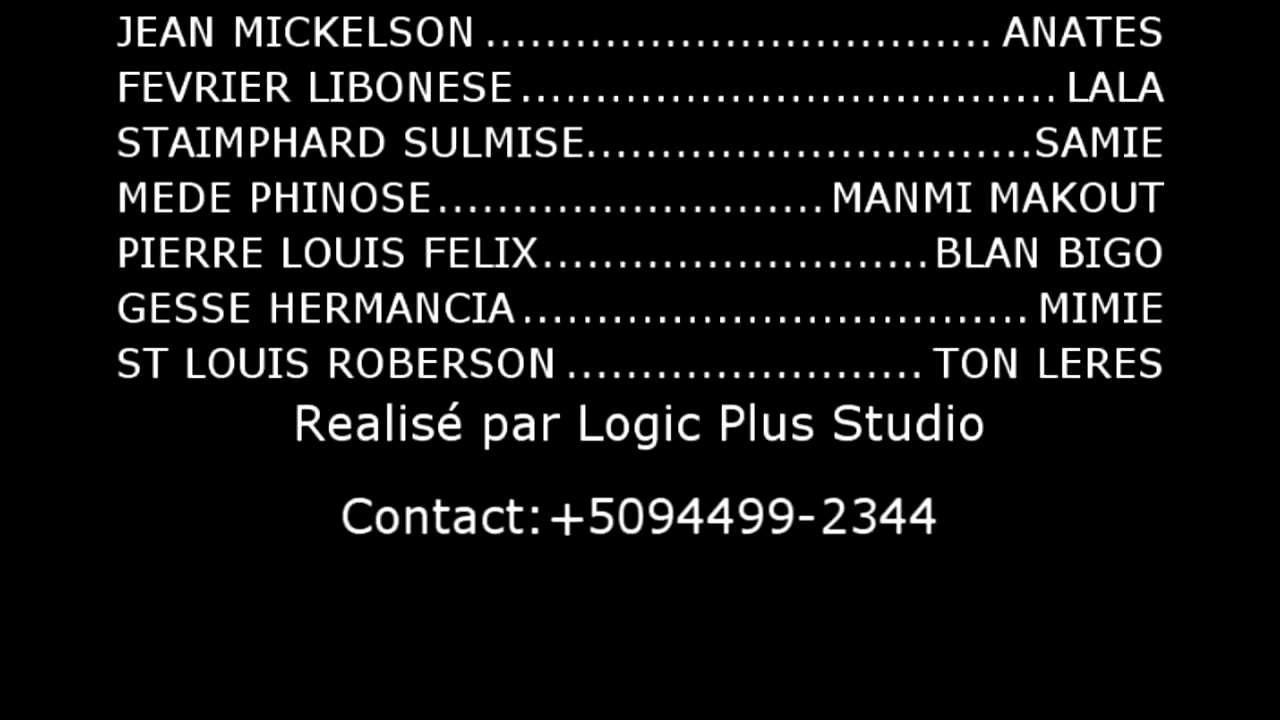 JEAN MICKELSON .................................. ANATES
FEVRIER LIBONESE.................................... LALA
STAIMPHARD SULMISE..............................SAMIE
MEDE PHINOSE.......................... MANMI MAKOUT
PIERRE LOUIS FELIX..........................BLAN BIGO
GESSE HERMANCIA.................................. MIMIE
ST LOUIS ROBERSON ........................ TON LERES
Realisé par Logic Plus Studio
Contact:+5094499-2344